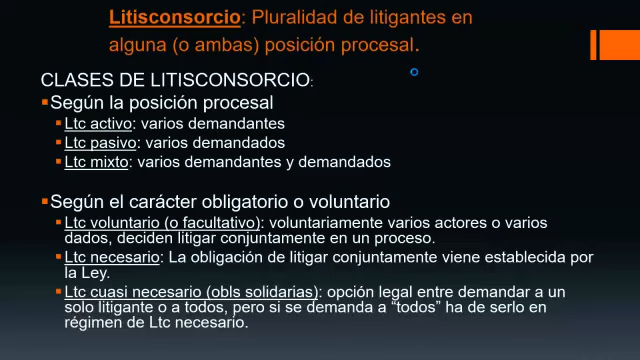 Litisconsorcio: Pluralidad de litigantes en
alguna (o ambas) posición procesal.
CLASES DE LITISCONSORCIO:
▪Según la posición procesal
▪Ltc activo: varios demandantes
▪Ltc pasivo: varios demandados
▪Ltc mixto: varios demandantes y demandados
▪Según el carácter obligatorio o voluntario
▪Ltc voluntario (o facultativo): voluntariamente varios actores o varios
dados, deciden litigar conjuntamente en un proceso.
▪Ltc necesario: La obligación de litigar conjuntamente viene establecida por
la Ley.
▪Ltc cuasi necesario (obls solidarias): opción legal entre demandar a un
solo litigante o a todos, pero si se demanda a “todos” ha de serlo en
régimen de Ltc necesario.